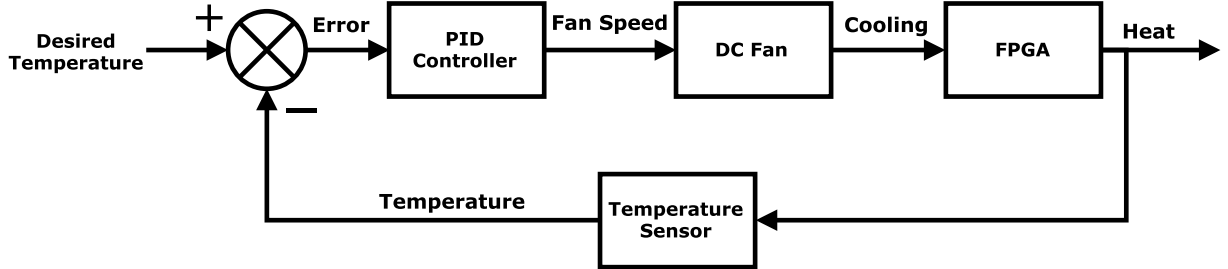 Desired
Temperature
+
−
Error
PID
Controller
Fan Speed
DC Fan
Cooling
FPGA
Heat
Temperature
Temperature
Sensor